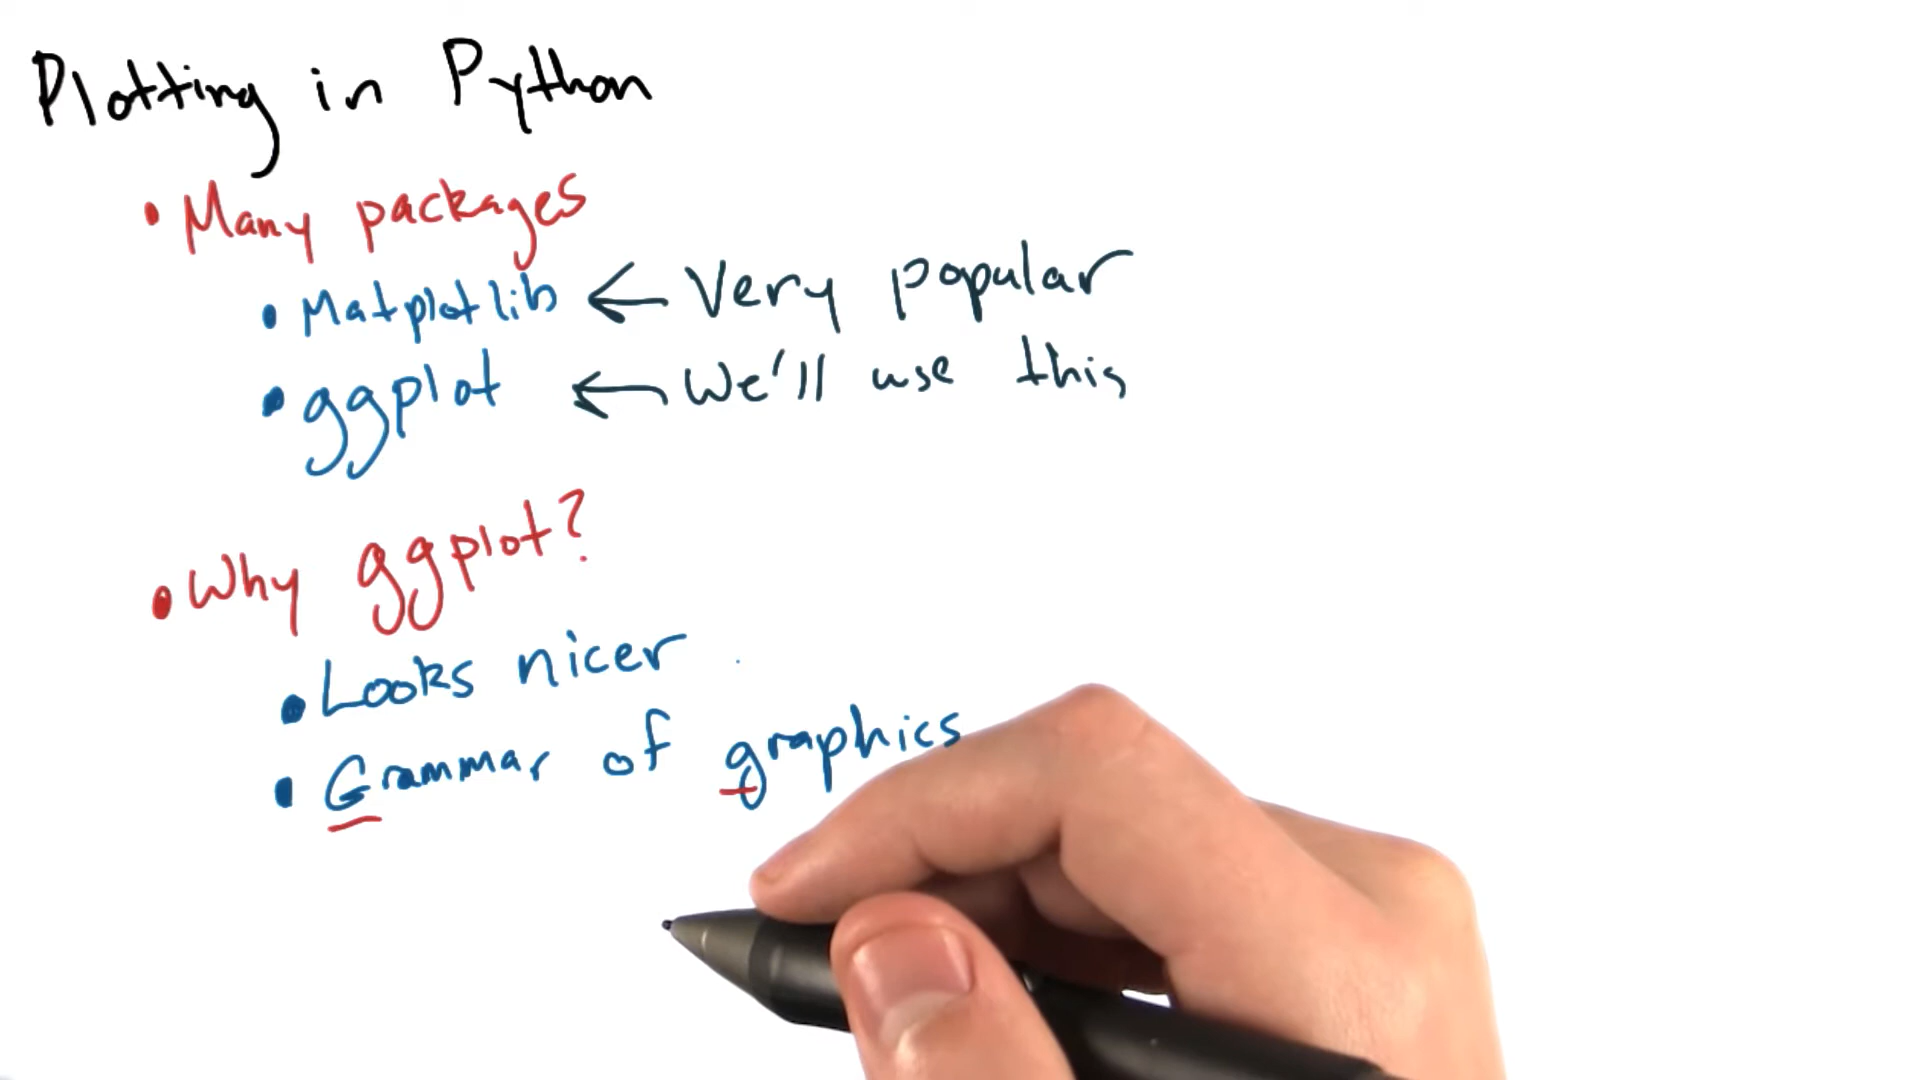 Plotting in Python
• Many packages
• Matplotlib ← Very popular
• ggplot ← We'll use this
• Why ggplot?
• Looks nicer
• Grammar of graphics